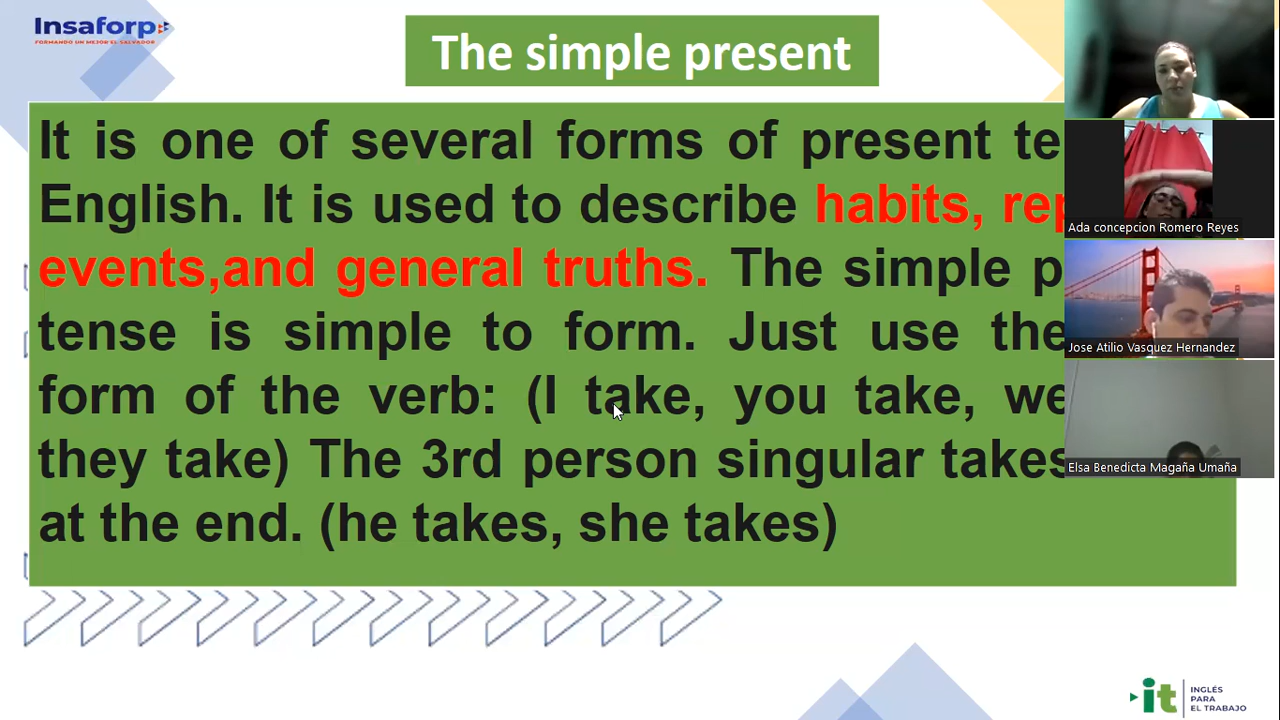 Insaforp
FORMANDO UN MEJOR EL SALVADOR
The simple present
It is one of several forms of present te
English. It is used to describe habits, rep
events,and general truths. The simple p
tense is simple to form. Just use the
form of the verb: (I take, you take, we
they take) The 3rd person singular takes
at the end. (he takes, she takes)
Ada concepcion Romero Reyes
Jose Atilio Vasquez Hernandez
Elsa Benedicta Magaña Umaña
it
INGLÉS
PARA
EL TRABAJO